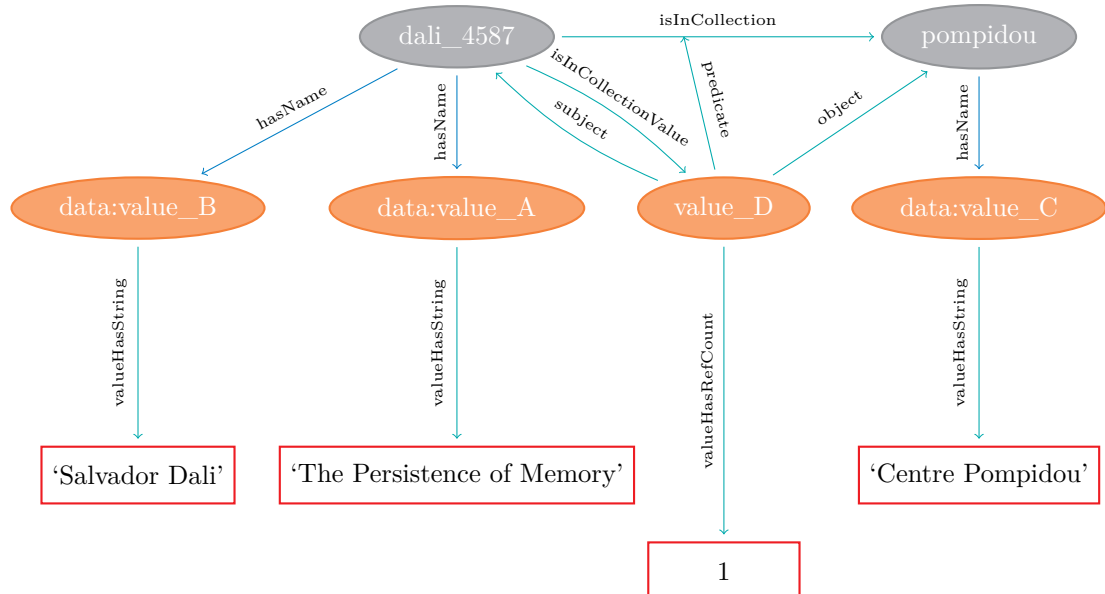 dali_4587
isInCollection
pompidou
hasName
hasName
isInCollectionValue
subject
predicate
object
hasName
data:value_B
data:value_A
value_D
data:value_C
valueHasString
valueHasString
valueHasRefCount
valueHasString
‘Salvador Dali’
‘The Persistence of Memory’
‘Centre Pompidou’
1